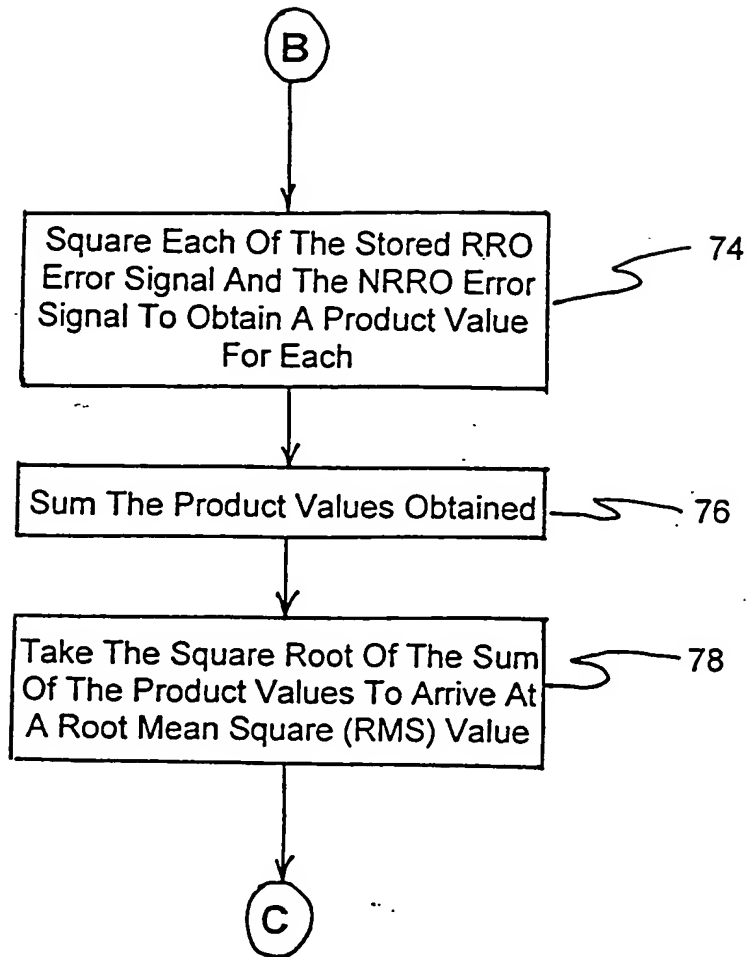 B
Square Each Of The Stored RRO
Error Signal And The NRRO Error
Signal To Obtain A Product Value
For Each
74
Sum The Product Values Obtained
76
Take The Square Root Of The Sum
Of The Product Values To Arrive At
A Root Mean Square (RMS) Value
78
C